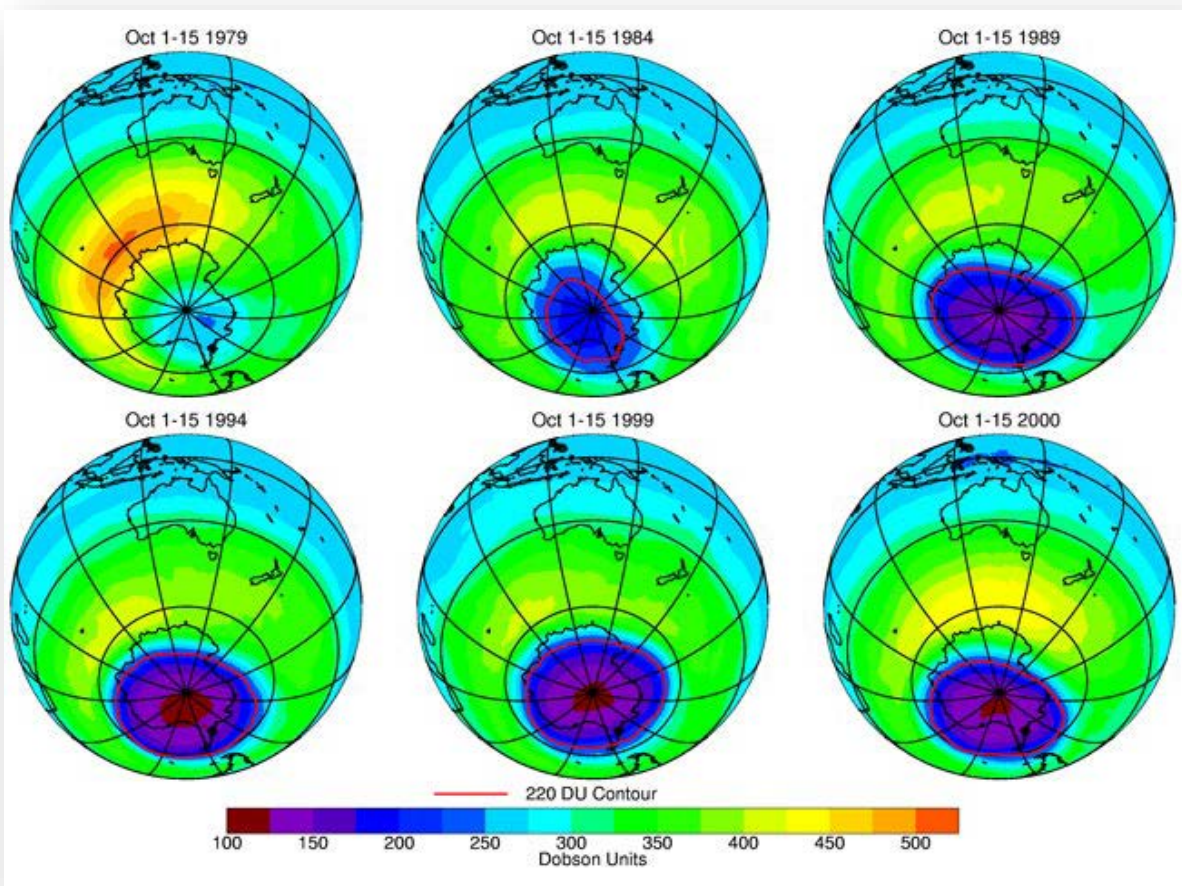 Oct 1-15 1979
Oct 1-15 1984
Oct 1-15 1989
Oct 1-15 1994
Oct 1-15 1999
Oct 1-15 2000
220 DU Contour
100 150 200 250 300 350 400 450 500
Dobson Units